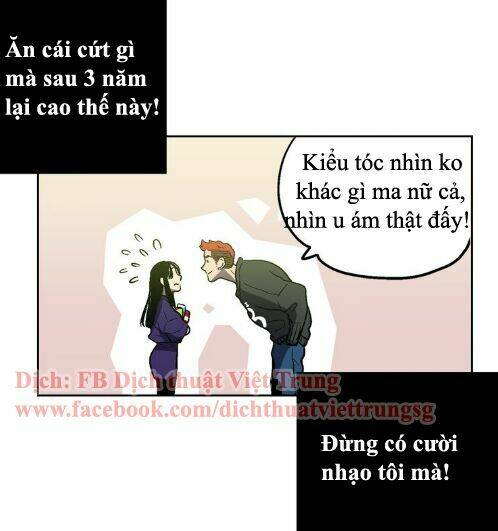 Ăn cái cứt gì
mà sau 3 năm
lại cao thế này!
Kiểu tóc nhìn ko
khác gì ma nữ cả,
nhìn u ám thật đấy!
Dịch: FB Dịch thuật Việt Trung
www.facebook.com/dichthuatviettrungsg
Đừng có cười
nhạo tôi mà!